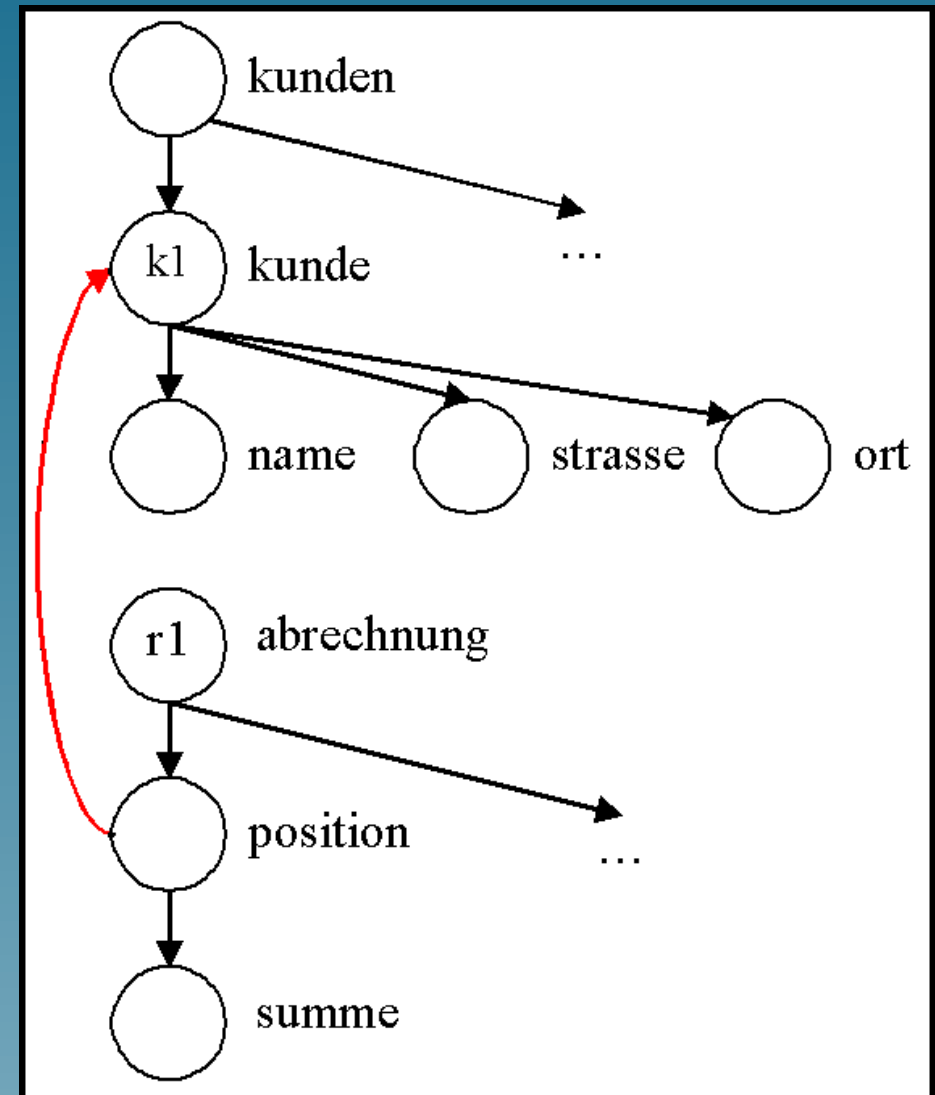 kunden
…
k1 kunde
name strasse ort
r1 abrechnung
position
…
summe